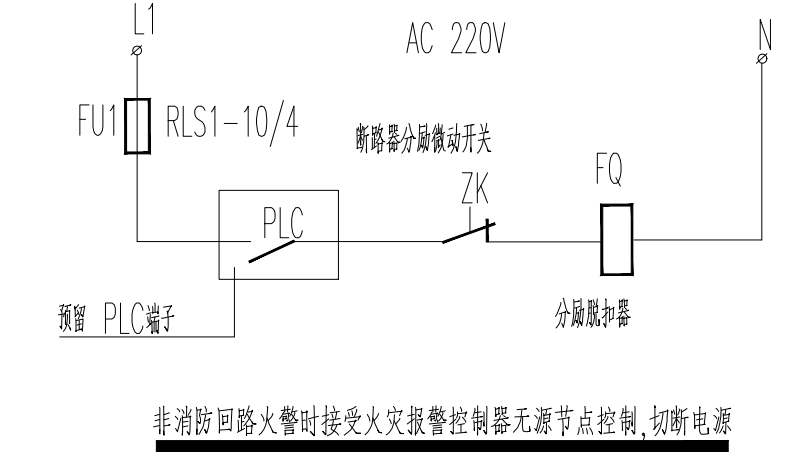 L1
AC 220V
N
FU1
RLS1-10/4
断路器分励微动开关
ZK
FQ
PLC
预留 PLC端子
分励脱扣器
非消防回路火警时接受火灾报警控制器无源节点控制,切断电源